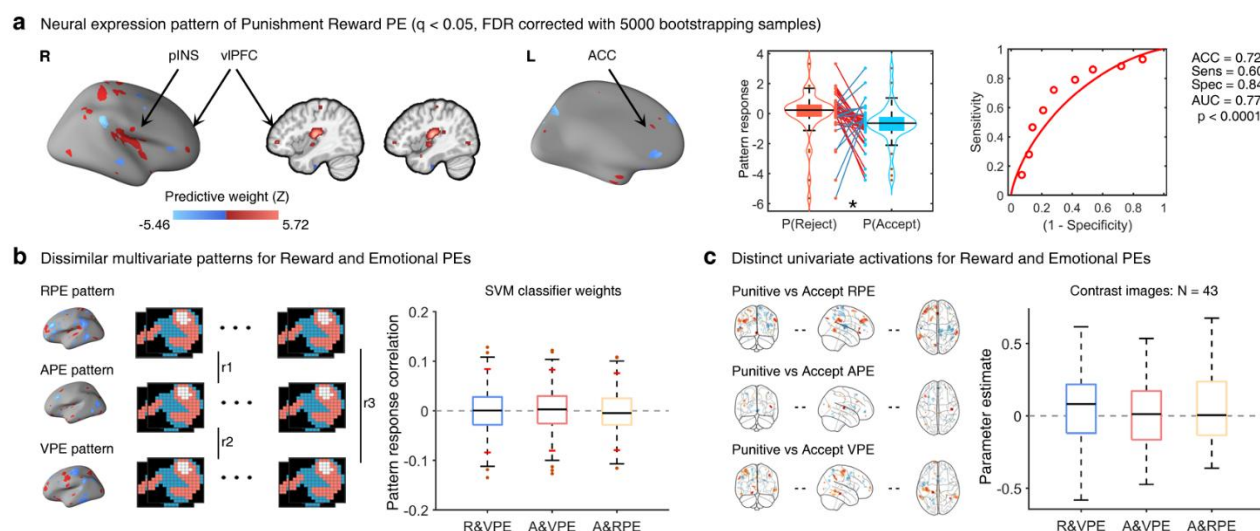 a Neural expression pattern of Punishment Reward PE (q < 0.05, FDR corrected with 5000 bootstrapping samples)
R
pINS
vlPFC
L
ACC
Predictive weight (Z)
-5.46
5.72
Pattern response
4
2
0
-2
-4
-6
*
P(Reject)
P(Accept)
Sensitivity
1
0.8
0.6
0.4
0.2
0
0 0.2 0.4 0.6 0.8 1
(1 - Specificity)
ACC = 0.72
Sens = 0.60
Spec = 0.84
AUC = 0.77
p < 0.0001
b Dissimilar multivariate patterns for Reward and Emotional PEs
RPE pattern
APE pattern
VPE pattern
r1
r2
r3
SVM classifier weights
Pattern response correlation
0.2
0.1
0
-0.1
-0.2
R&VPE
A&VPE
A&RPE
c Distinct univariate activations for Reward and Emotional PEs
Punitive vs Accept RPE
Punitive vs Accept APE
Punitive vs Accept VPE
Contrast images: N = 43
Parameter estimate
0.5
0
-0.5
R&VPE
A&VPE
A&RPE